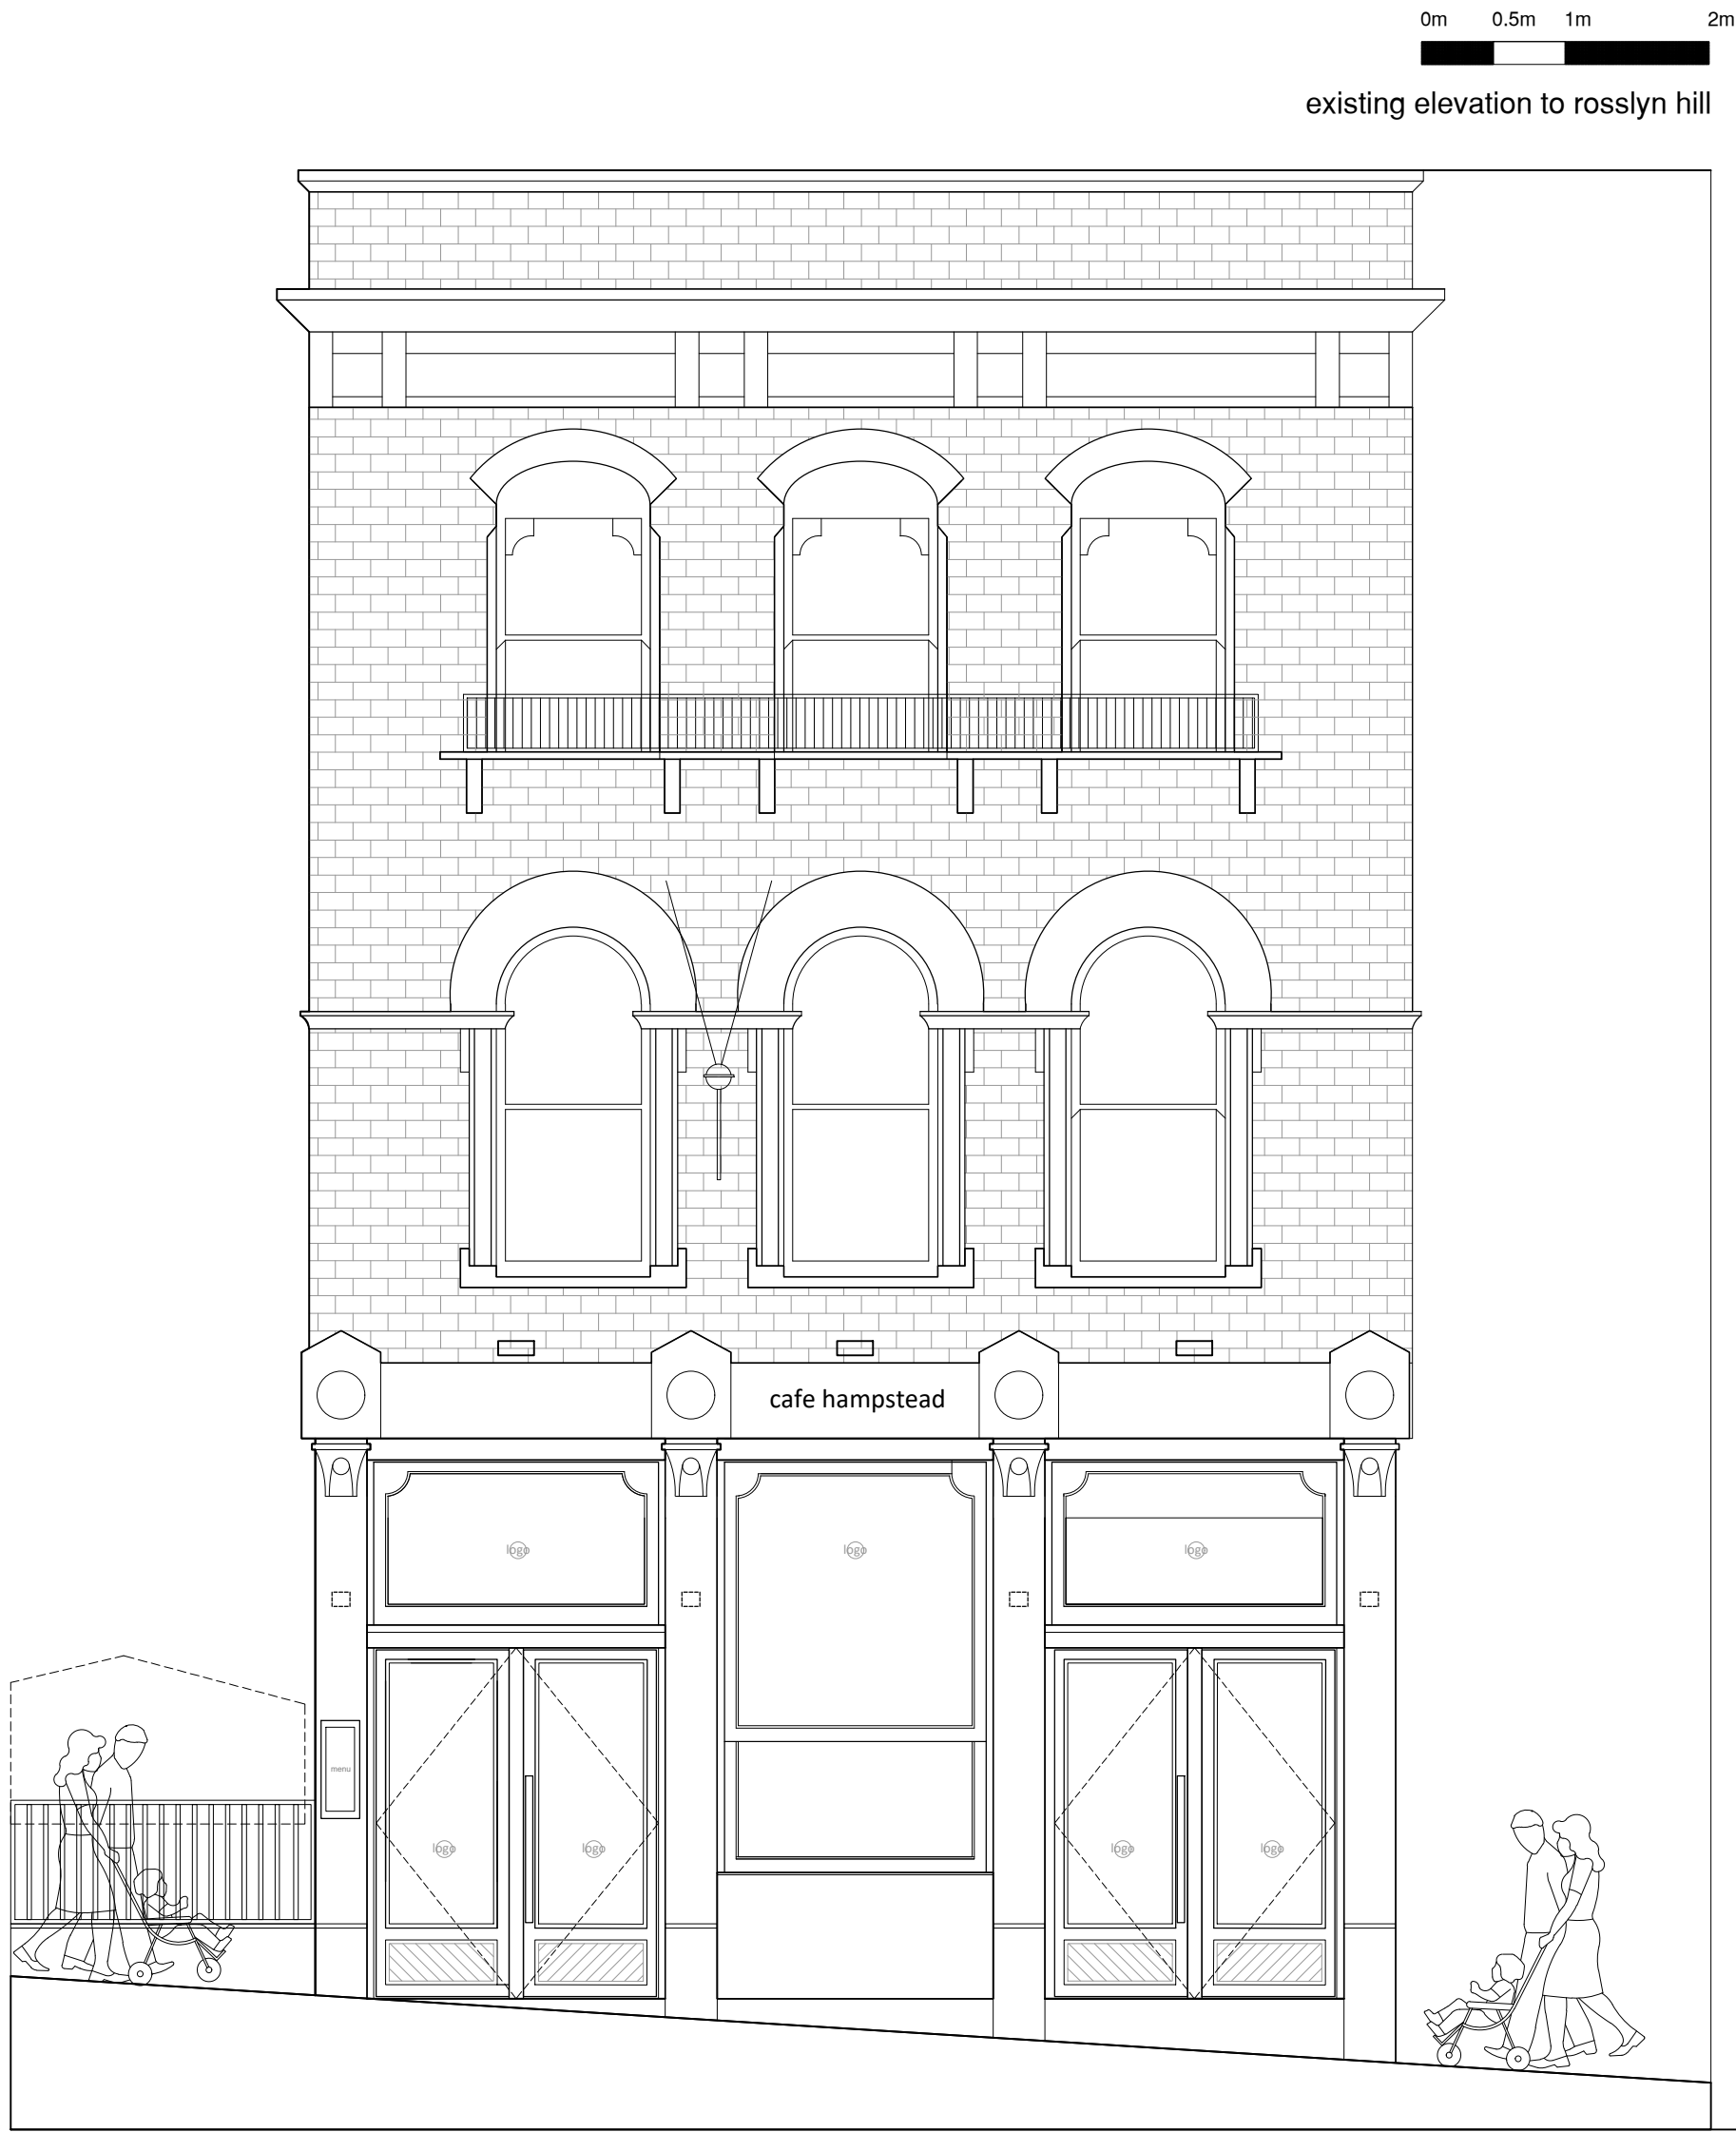 0m 0.5m 1m 2m
existing elevation to rosslyn hill
cafe hampstead
logo logo logo
menu
logo logo logo logo